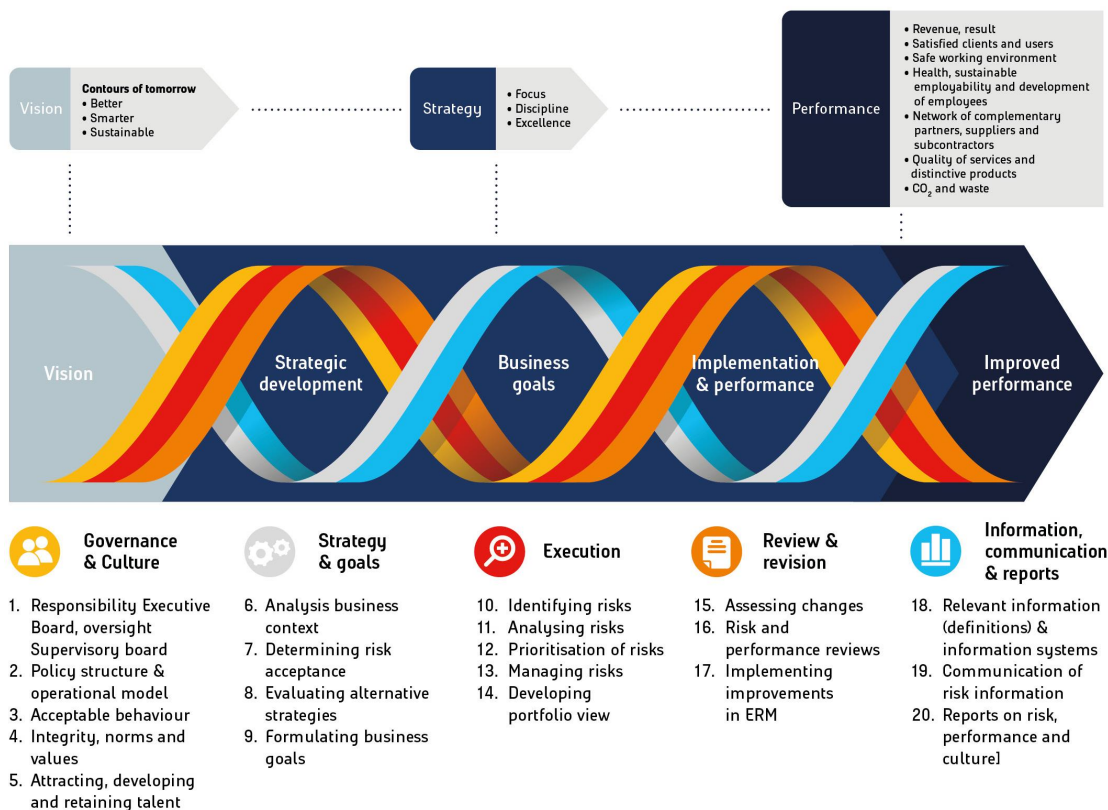 Vision
Contours of tomorrow
• Better
• Smarter
• Sustainable
Strategy
• Focus
• Discipline
• Excellence
Performance
• Revenue, result
• Satisfied clients and users
• Safe working environment
• Health, sustainable
employability and development
of employees
• Network of complementary
partners, suppliers and
subcontractors
• Quality of services and
distinctive products
• CO₂ and waste
Vision
Strategic
development
Business
goals
Implementation
& performance
Improved
performance
Governance
& Culture
1. Responsibility Executive
Board, oversight
Supervisory board
2. Policy structure &
operational model
3. Acceptable behaviour
4. Integrity, norms and
values
5. Attracting, developing
and retaining talent
Strategy
& goals
6. Analysis business
context
7. Determining risk
acceptance
8. Evaluating alternative
strategies
9. Formulating business
goals
Execution
10. Identifying risks
11. Analysing risks
12. Prioritisation of risks
13. Managing risks
14. Developing
portfolio view
Review &
revision
15. Assessing changes
16. Risk and
performance reviews
17. Implementing
improvements
in ERM
Information,
communication
& reports
18. Relevant information
(definitions) &
information systems
19. Communication of
risk information
20. Reports on risk,
performance and
culture]